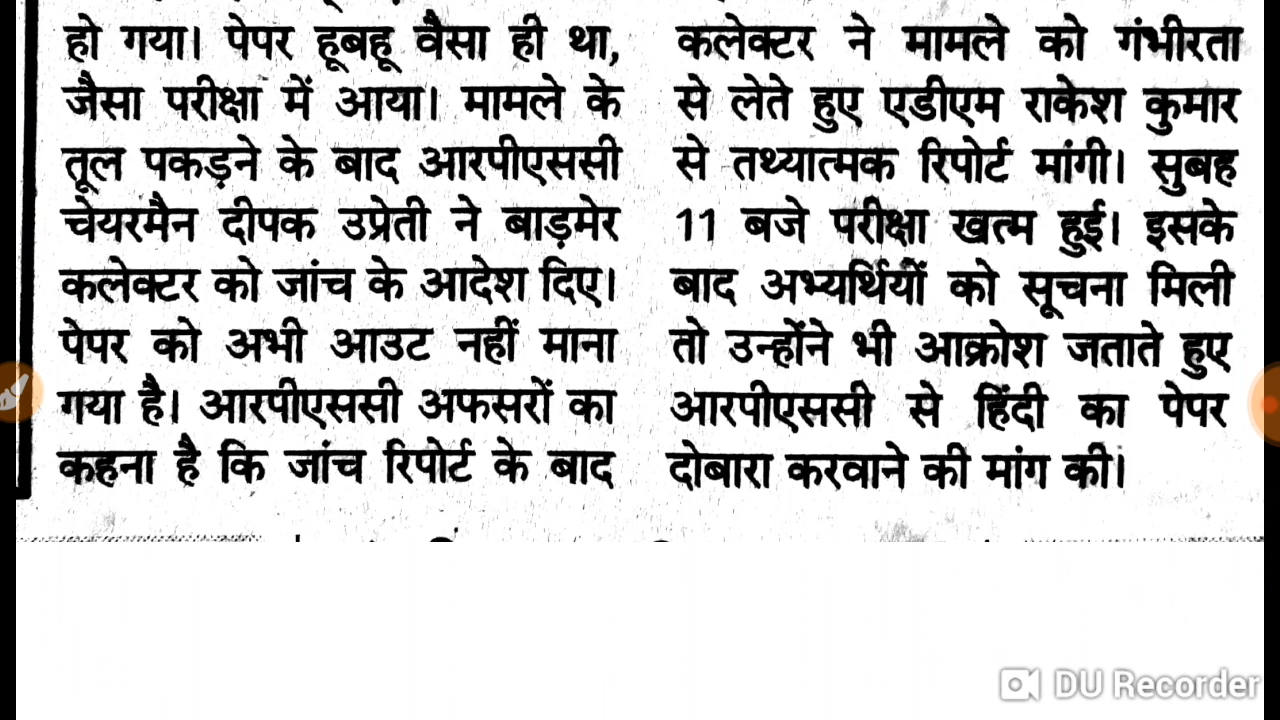 हो गया। पेपर हूबहू वैसा ही था,
जैसा परीक्षा में आया। मामले के
तूल पकड़ने के बाद आरपीएससी
चेयरमैन दीपक उप्रेती ने बाड़मेर
कलेक्टर को जांच के आदेश दिए।
पेपर को अभी आउट नहीं माना
गया है। आरपीएससी अफसरों का
कहना है कि जांच रिपोर्ट के बाद
कलेक्टर ने मामले को गंभीरता
से लेते हुए एडीएम राकेश कुमार
से तथ्यात्मक रिपोर्ट मांगी। सुबह
11 बजे परीक्षा खत्म हुई। इसके
बाद अभ्यर्थियों को सूचना मिली
तो उन्होंने भी आक्रोश जताते हुए
आरपीएससी से हिंदी का पेपर
दोबारा करवाने की मांग की।
DU Recorder